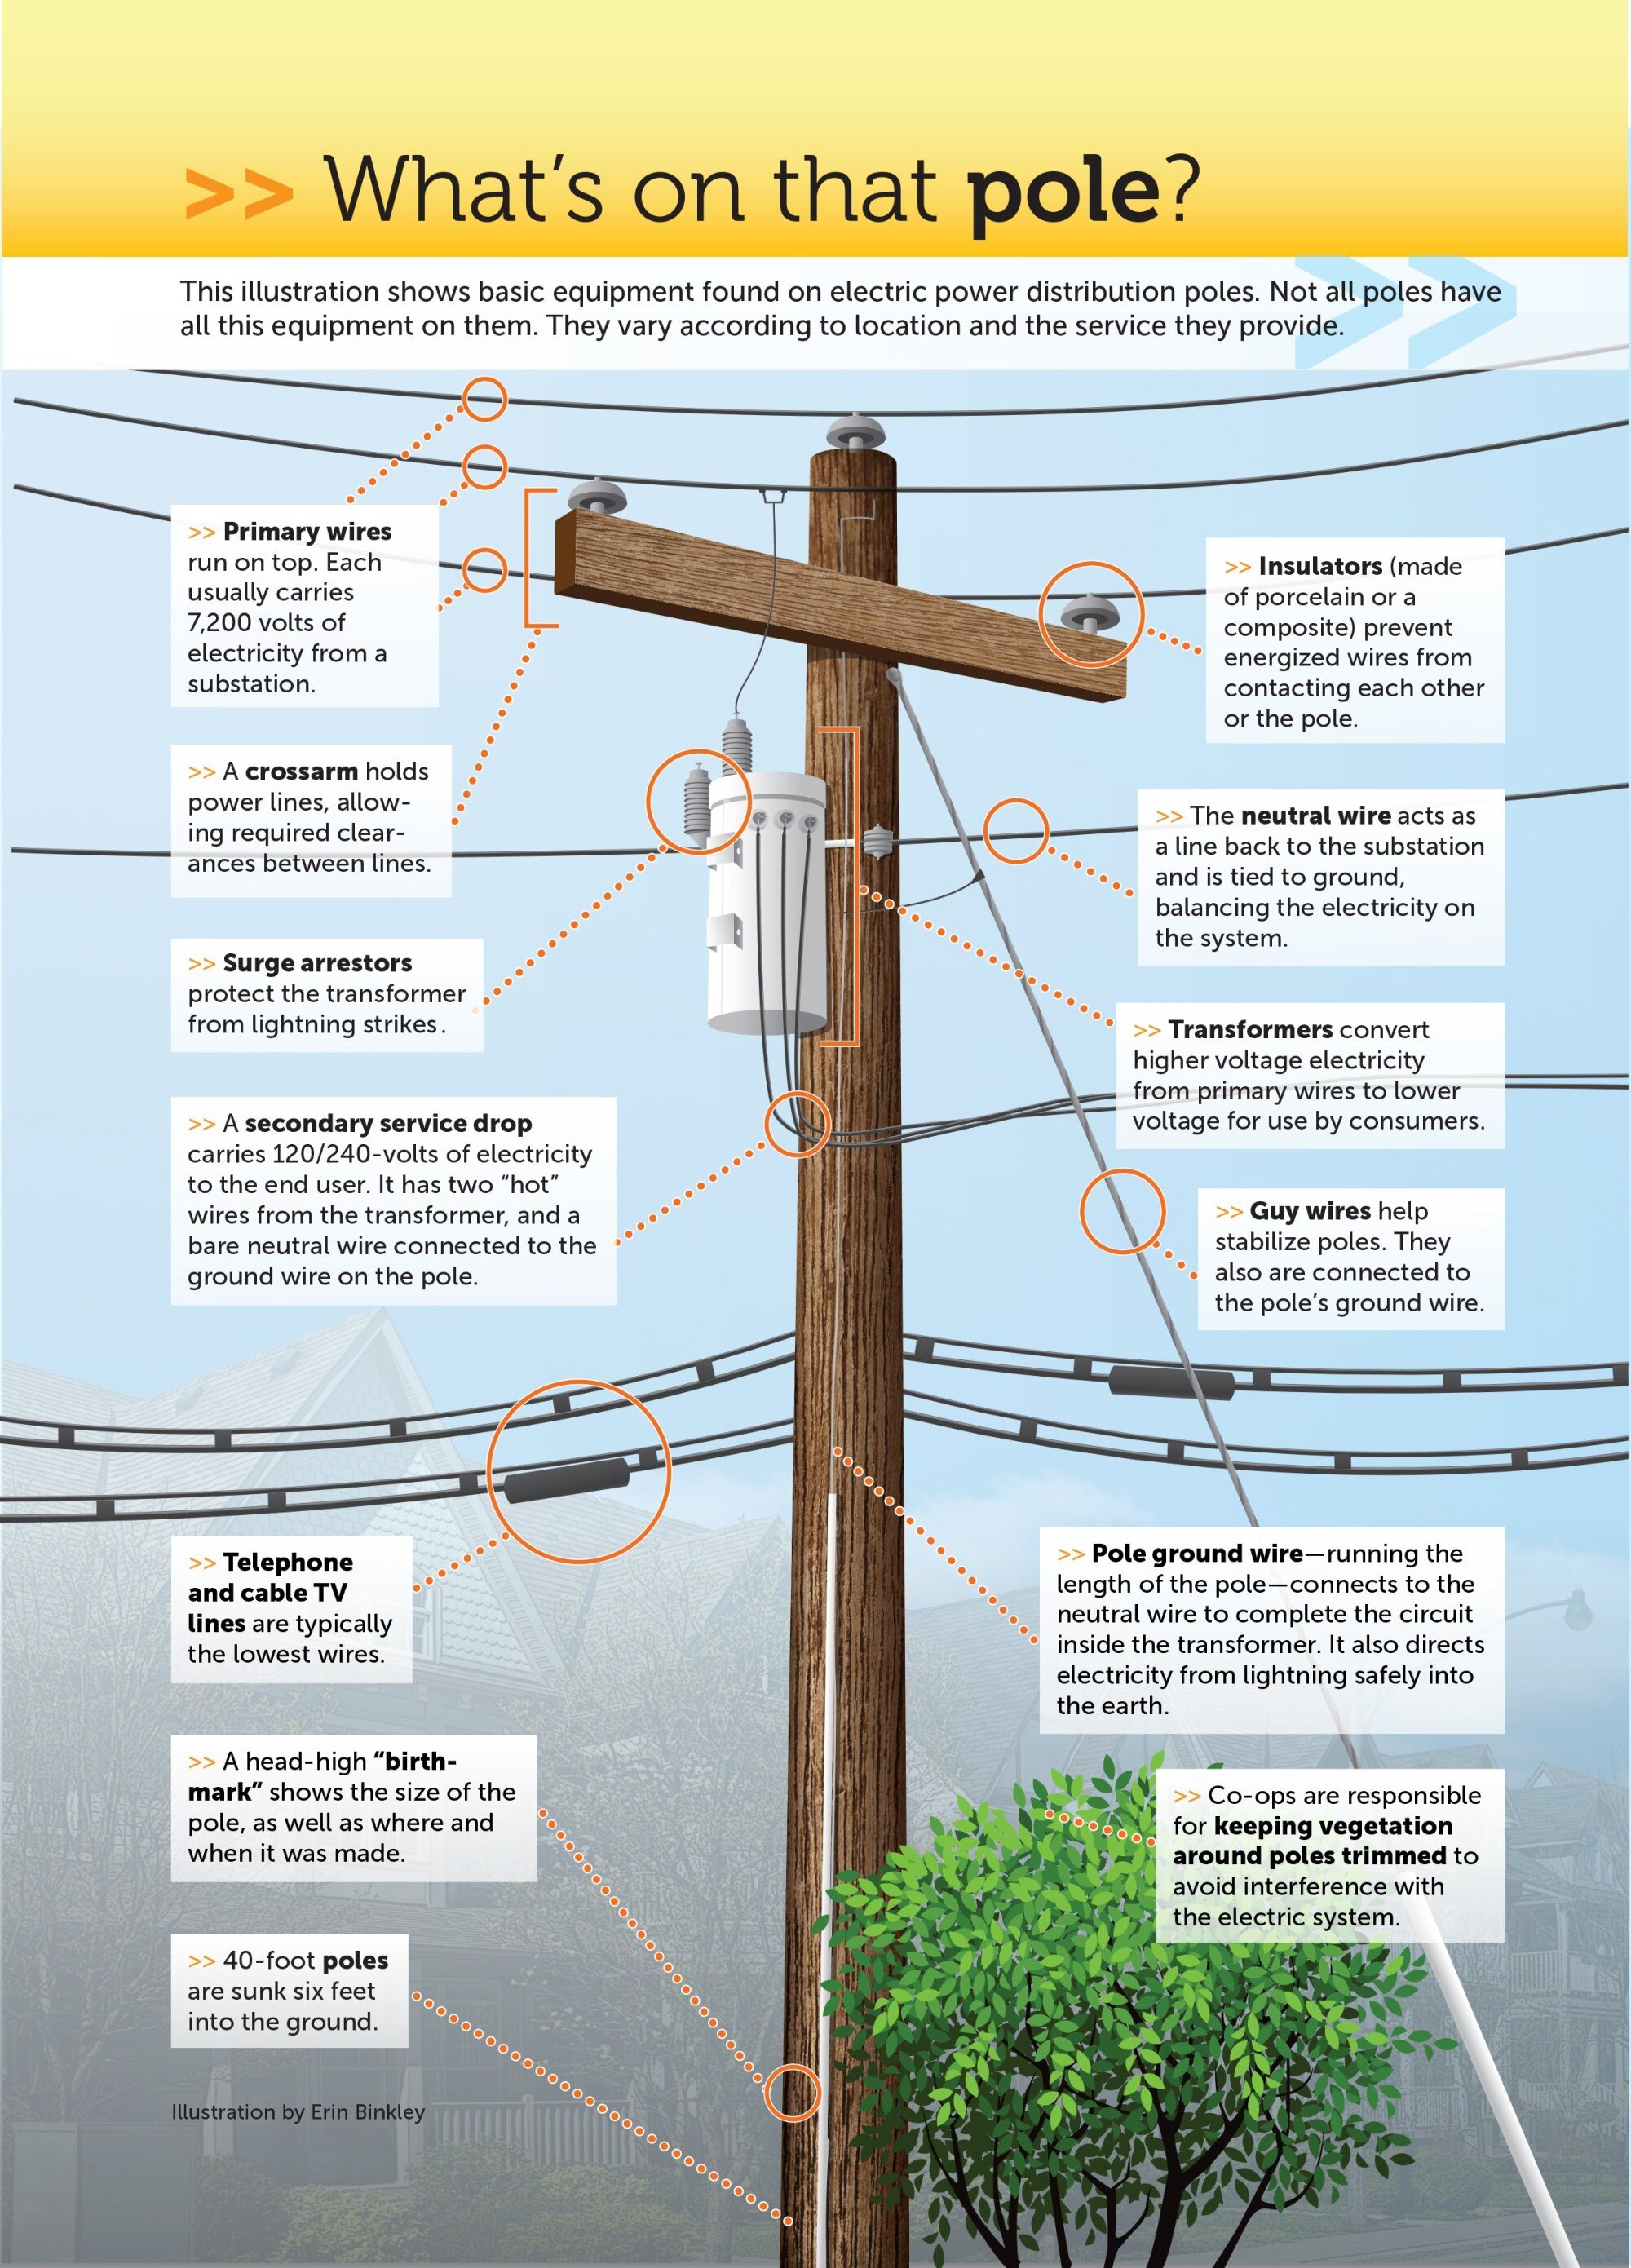 >> What's on that pole?
This illustration shows basic equipment found on electric power distribution poles. Not all poles have
all this equipment on them. They vary according to location and the service they provide.
>> Primary wires
run on top. Each
usually carries
7,200 volts of
electricity from a
substation.
>> A crossarm holds
power lines, allow-
ing required clear-
ances between lines.
>> Surge arrestors
protect the transformer
from lightning strikes.
>> A secondary service drop
carries 120/240-volts of electricity
to the end user. It has two “hot”
wires from the transformer, and a
bare neutral wire connected to the
ground wire on the pole.
>> Telephone
and cable TV
lines are typically
the lowest wires.
>> A head-high “birth-
mark” shows the size of the
pole, as well as where and
when it was made.
>> 40-foot poles
are sunk six feet
into the ground.
Illustration by Erin Binkley
>> Insulators (made
of porcelain or a
composite) prevent
energized wires from
contacting each other
or the pole.
>> The neutral wire acts as
a line back to the substation
and is tied to ground,
balancing the electricity on
the system.
>> Transformers convert
higher voltage electricity
from primary wires to lower
voltage for use by consumers.
>> Guy wires help
stabilize poles. They
also are connected to
the pole's ground wire.
>> Pole ground wire—running the
length of the pole—connects to the
neutral wire to complete the circuit
inside the transformer. It also directs
electricity from lightning safely into
the earth.
>> Co-ops are responsible
for keeping vegetation
around poles trimmed to
avoid interference with
the electric system.